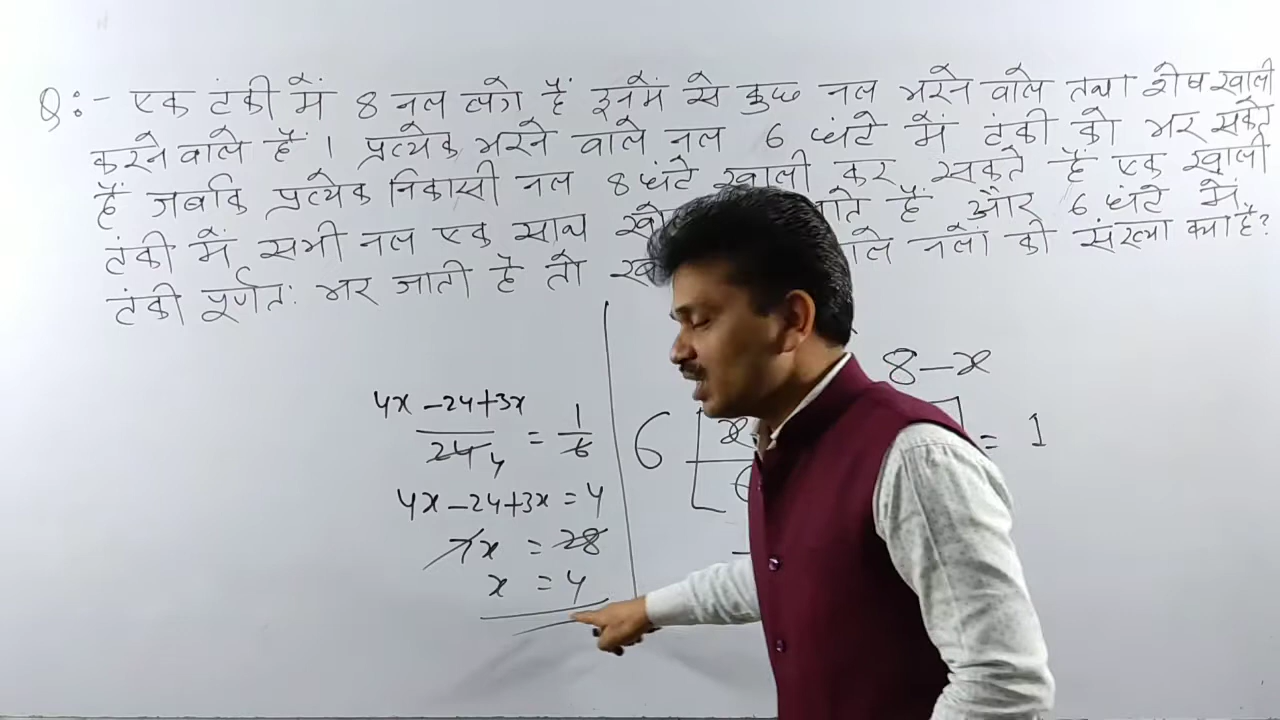 Q:- एक टंकी में 8 नल लगे हैं इनमें से कुछ नल भरने वाले तथा शेष खाली
करने वाले हैं । प्रत्येक भरने वाले नल 6 घंटे में टंकी को भर सकते
हैं जबकि प्रत्येक निकासी नल 8 घंटे खाली कर सकते हैं एक खाली
टंकी में सभी नल एक साथ हैं और 6 घंटे में
टंकी पूर्णत: भर जाती है तो नलों की संख्या क्या है?
8-x
4x-24+3x
24 4 = 1/6
6 [ x = 1
4x-24+3x = 4
7x = 28
x = 4